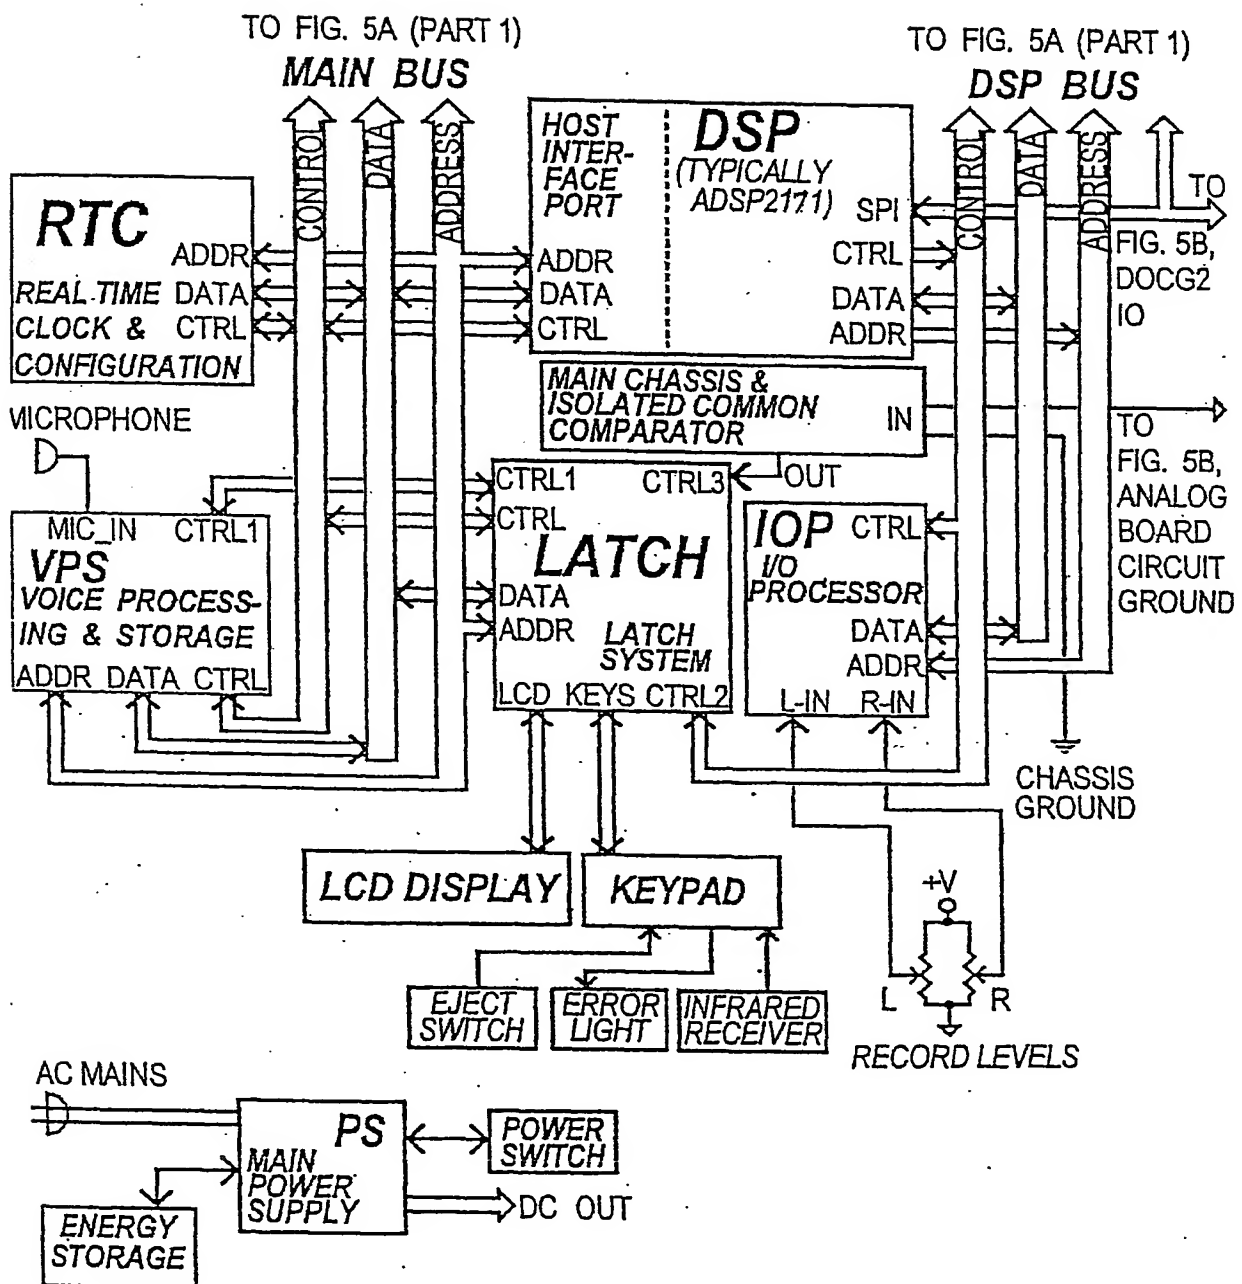 TO FIG. 5A (PART 1)
MAIN BUS
TO FIG. 5A (PART 1)
DSP BUS
CONTROL
DATA
ADDRESS
HOST
INTER-
FACE
PORT
ADDR
DATA
CTRL
DSP
(TYPICALLY
ADSP2171)
SPI
CTRL
DATA
ADDR
CONTROL
DATA
ADDRESS
TO
FIG. 5B,
DOCG2
IO
RTC
ADDR
REAL TIME DATA
CLOCK & CTRL
CONFIGURATION
MAIN CHASSIS &
ISOLATED COMMON
COMPARATOR
IN
OUT
TO
FIG. 5B,
ANALOG
BOARD
CIRCUIT
GROUND
MICROPHONE
MIC_IN CTRL1
VPS
VOICE PROCESS-
ING & STORAGE
ADDR DATA CTRL
CTRL1 CTRL3
CTRL
LATCH
DATA
ADDR
LATCH
SYSTEM
LCD KEYS CTRL2
IOP CTRL
I/O
PROCESSOR
DATA
ADDR
L-IN R-IN
CHASSIS
GROUND
LCD DISPLAY
KEYPAD
EJECT
SWITCH
ERROR
LIGHT
INFRARED
RECEIVER
+V
L R
RECORD LEVELS
AC MAINS
PS
MAIN
POWER
SUPPLY
POWER
SWITCH
DC OUT
ENERGY
STORAGE